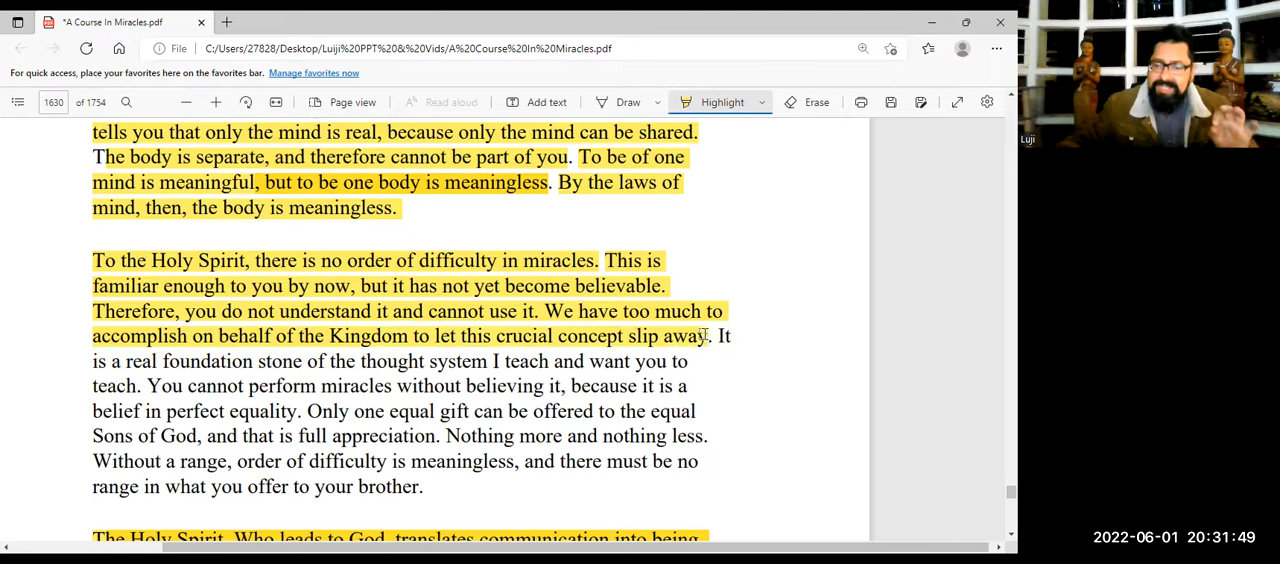 *A Course In Miracles.pdf
File
C:/Users/27828/Desktop/Luiji%20PPT%20&%20Vids/A%20Course%20In%20Miracles.pdf
For quick access, place your favorites here on the favorites bar. Manage favorites now
1630 of 1754
Page view
Read aloud
Add text
Draw
Highlight
Erase
Luji
tells you that only the mind is real, because only the mind can be shared.
The body is separate, and therefore cannot be part of you. To be of one
mind is meaningful, but to be one body is meaningless. By the laws of
mind, then, the body is meaningless.
To the Holy Spirit, there is no order of difficulty in miracles. This is
familiar enough to you by now, but it has not yet become believable.
Therefore, you do not understand it and cannot use it. We have too much to
accomplish on behalf of the Kingdom to let this crucial concept slip away. It
is a real foundation stone of the thought system I teach and want you to
teach. You cannot perform miracles without believing it, because it is a
belief in perfect equality. Only one equal gift can be offered to the equal
Sons of God, and that is full appreciation. Nothing more and nothing less.
Without a range, order of difficulty is meaningless, and there must be no
range in what you offer to your brother.
The Holy Spirit, Who leads to God, translates communication into being,
2022-06-01 20:31:49